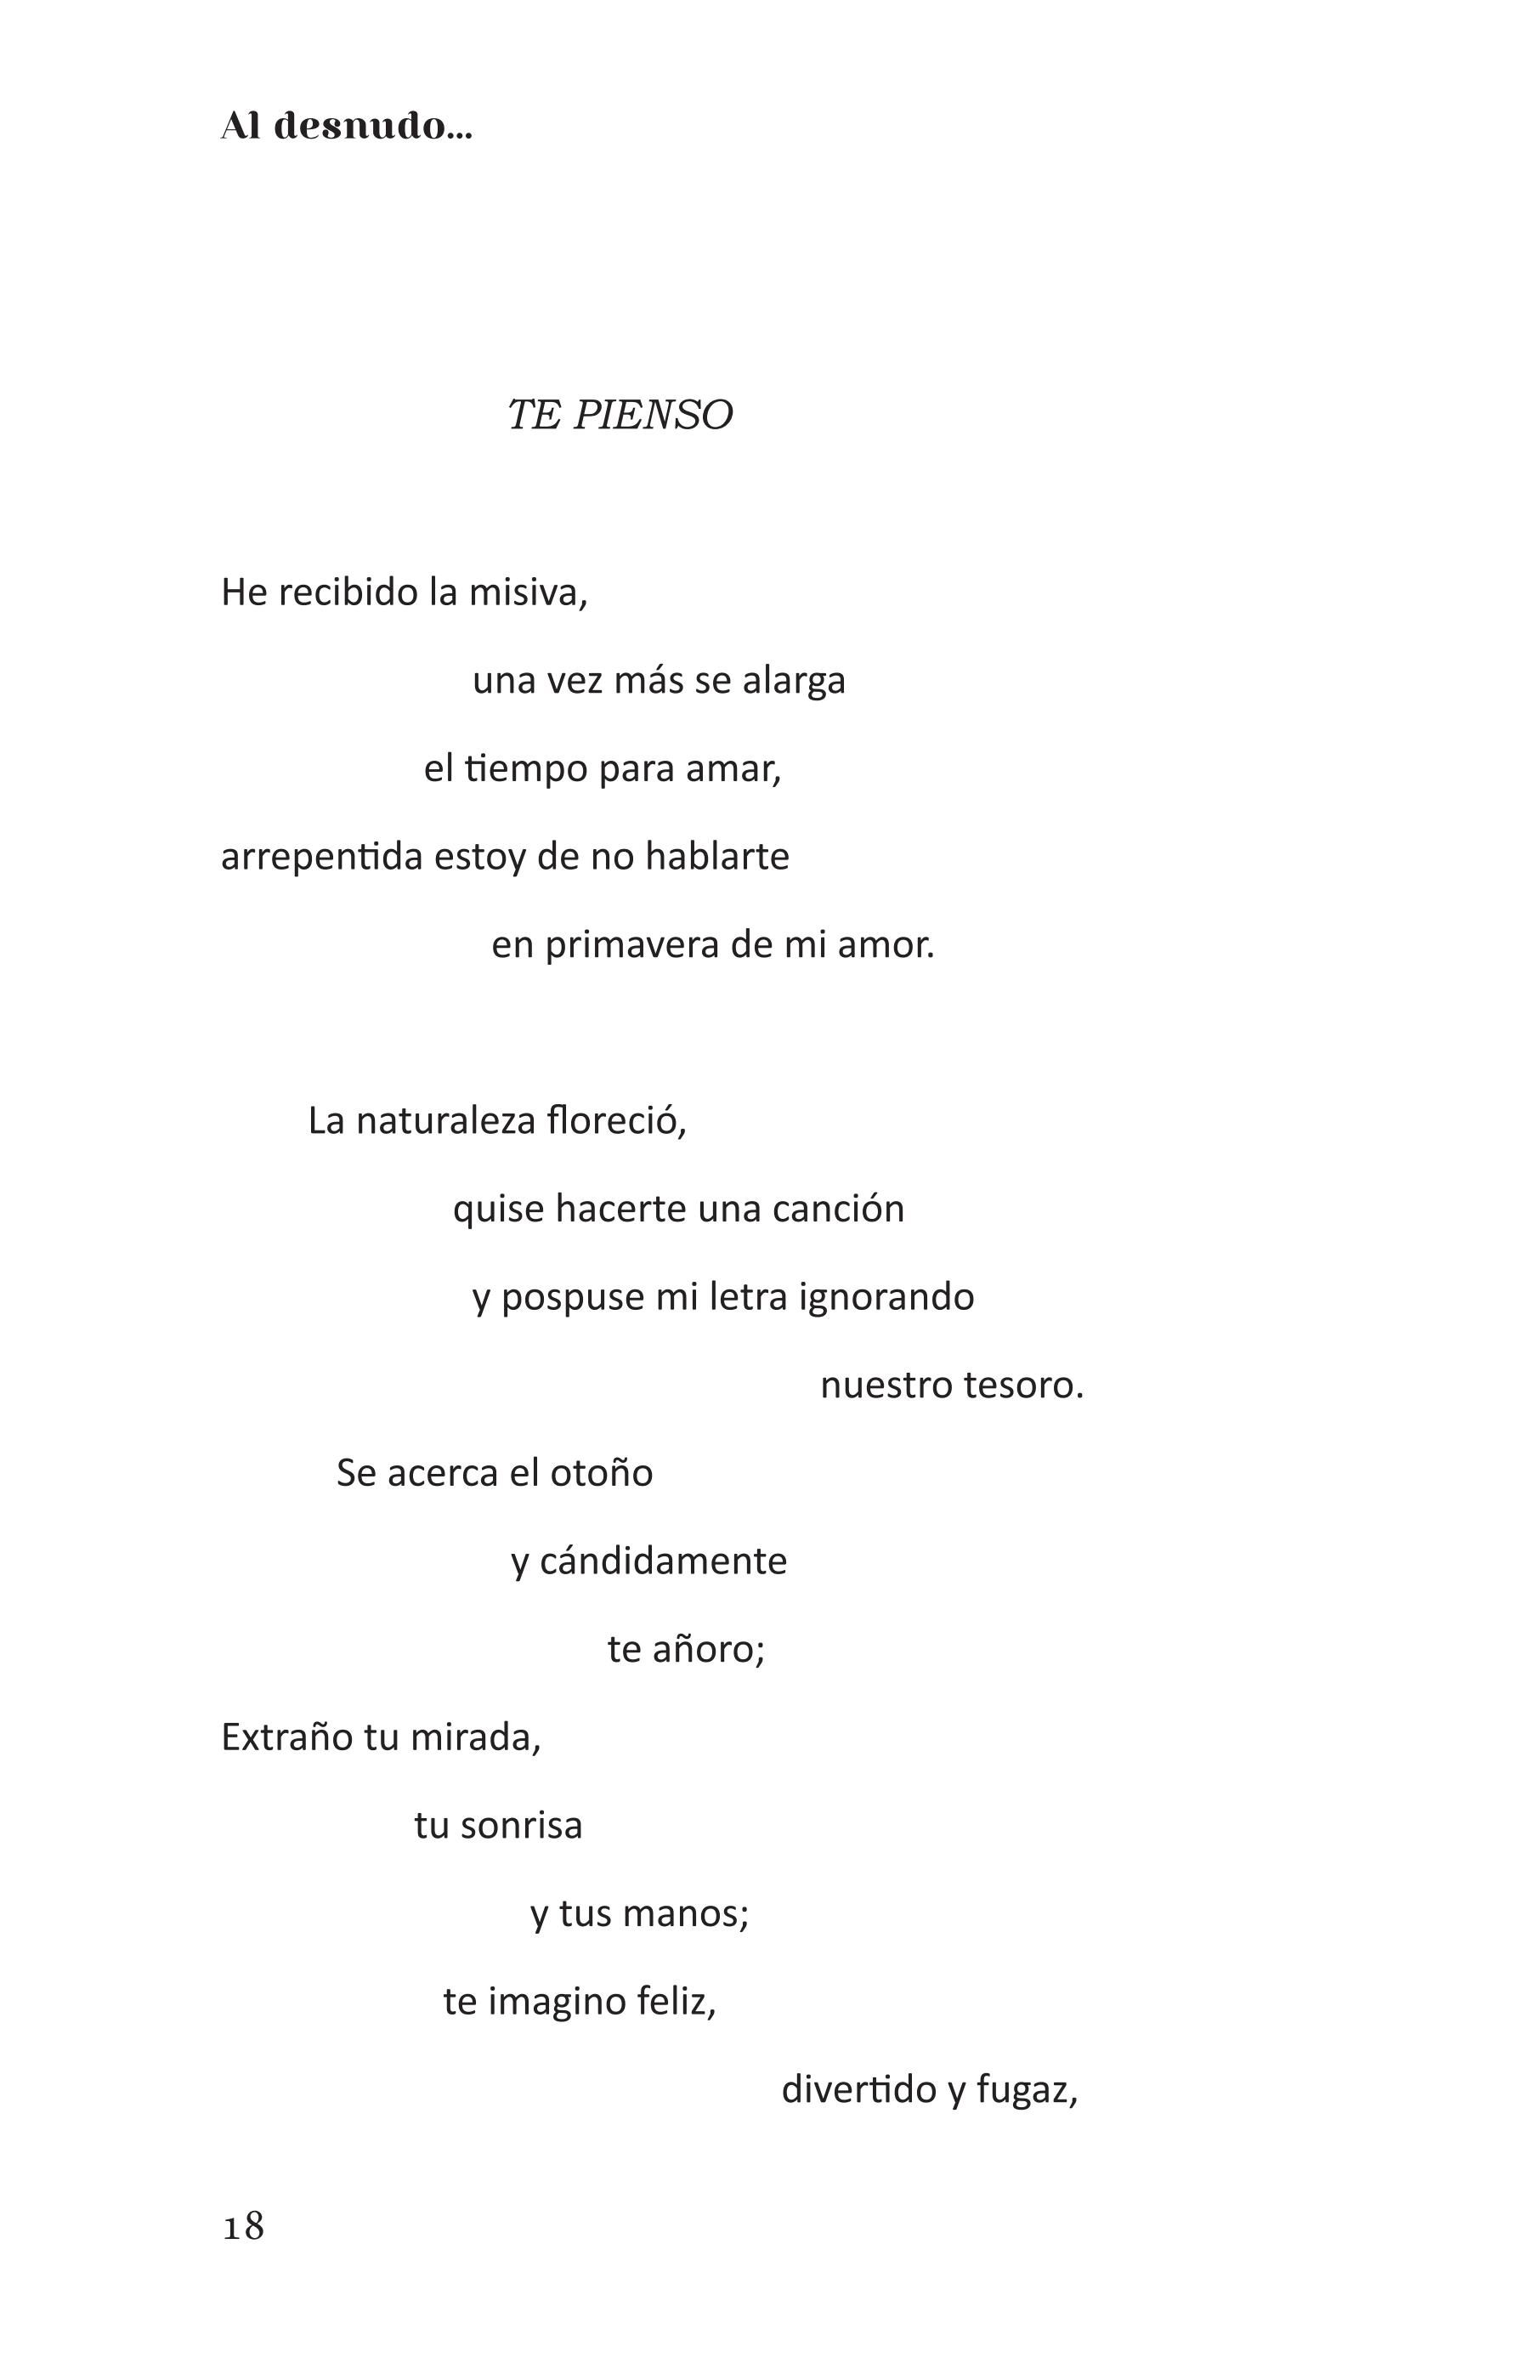 Al desnudo...
TE PIENSO
He recibido la misiva,
una vez más se alarga
el tiempo para amar,
arrepentida estoy de no hablarte
en primavera de mi amor.
La naturaleza floreció,
quise hacerte una canción
y pospuse mi letra ignorando
nuestro tesoro.
Se acerca el otoño
y cándidamente
te añoro;
Extraño tu mirada,
tu sonrisa
y tus manos;
te imagino feliz,
divertido y fugaz,
18